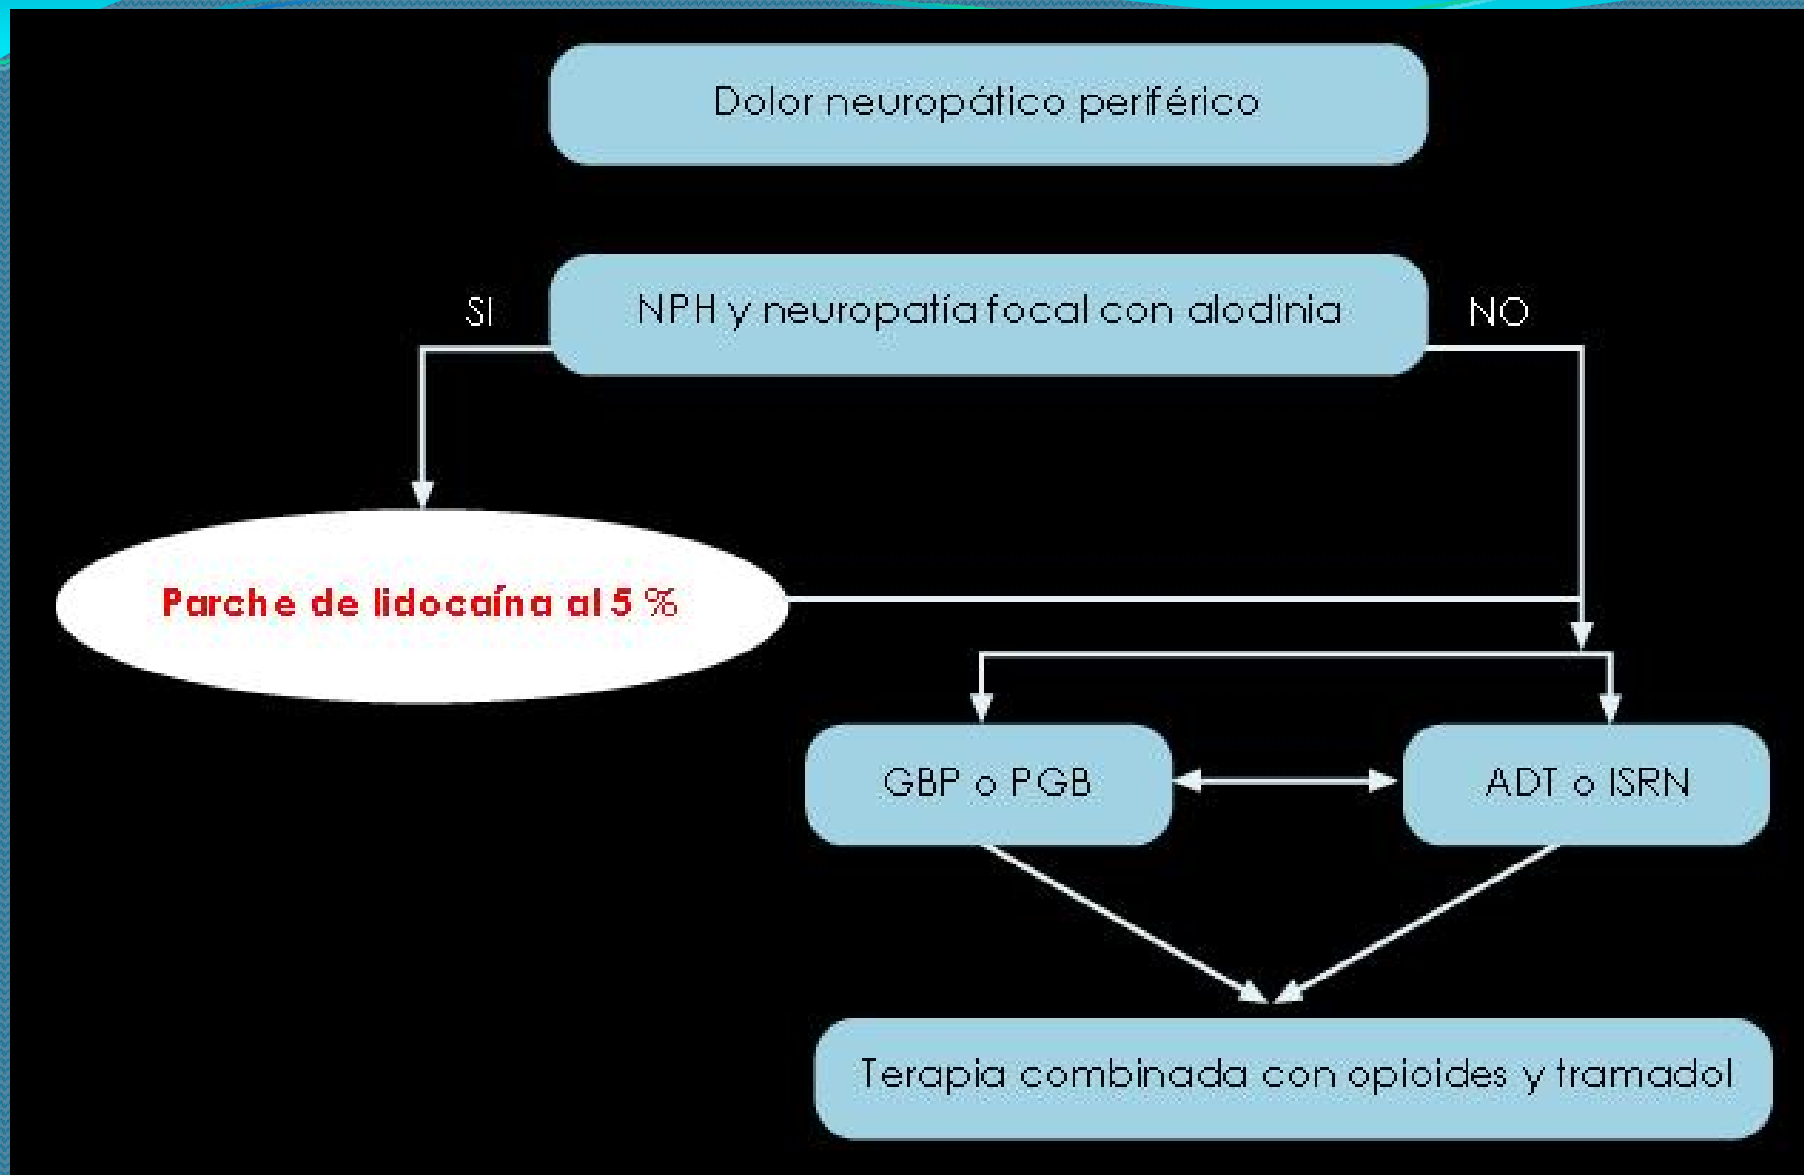 Dolor neuropático periférico
SI
NPH y neuropatía focal con alodinia
NO
Parche de lidocaína al 5 %
GBP o PGB
ADT o ISRN
Terapia combinada con opioides y tramadol